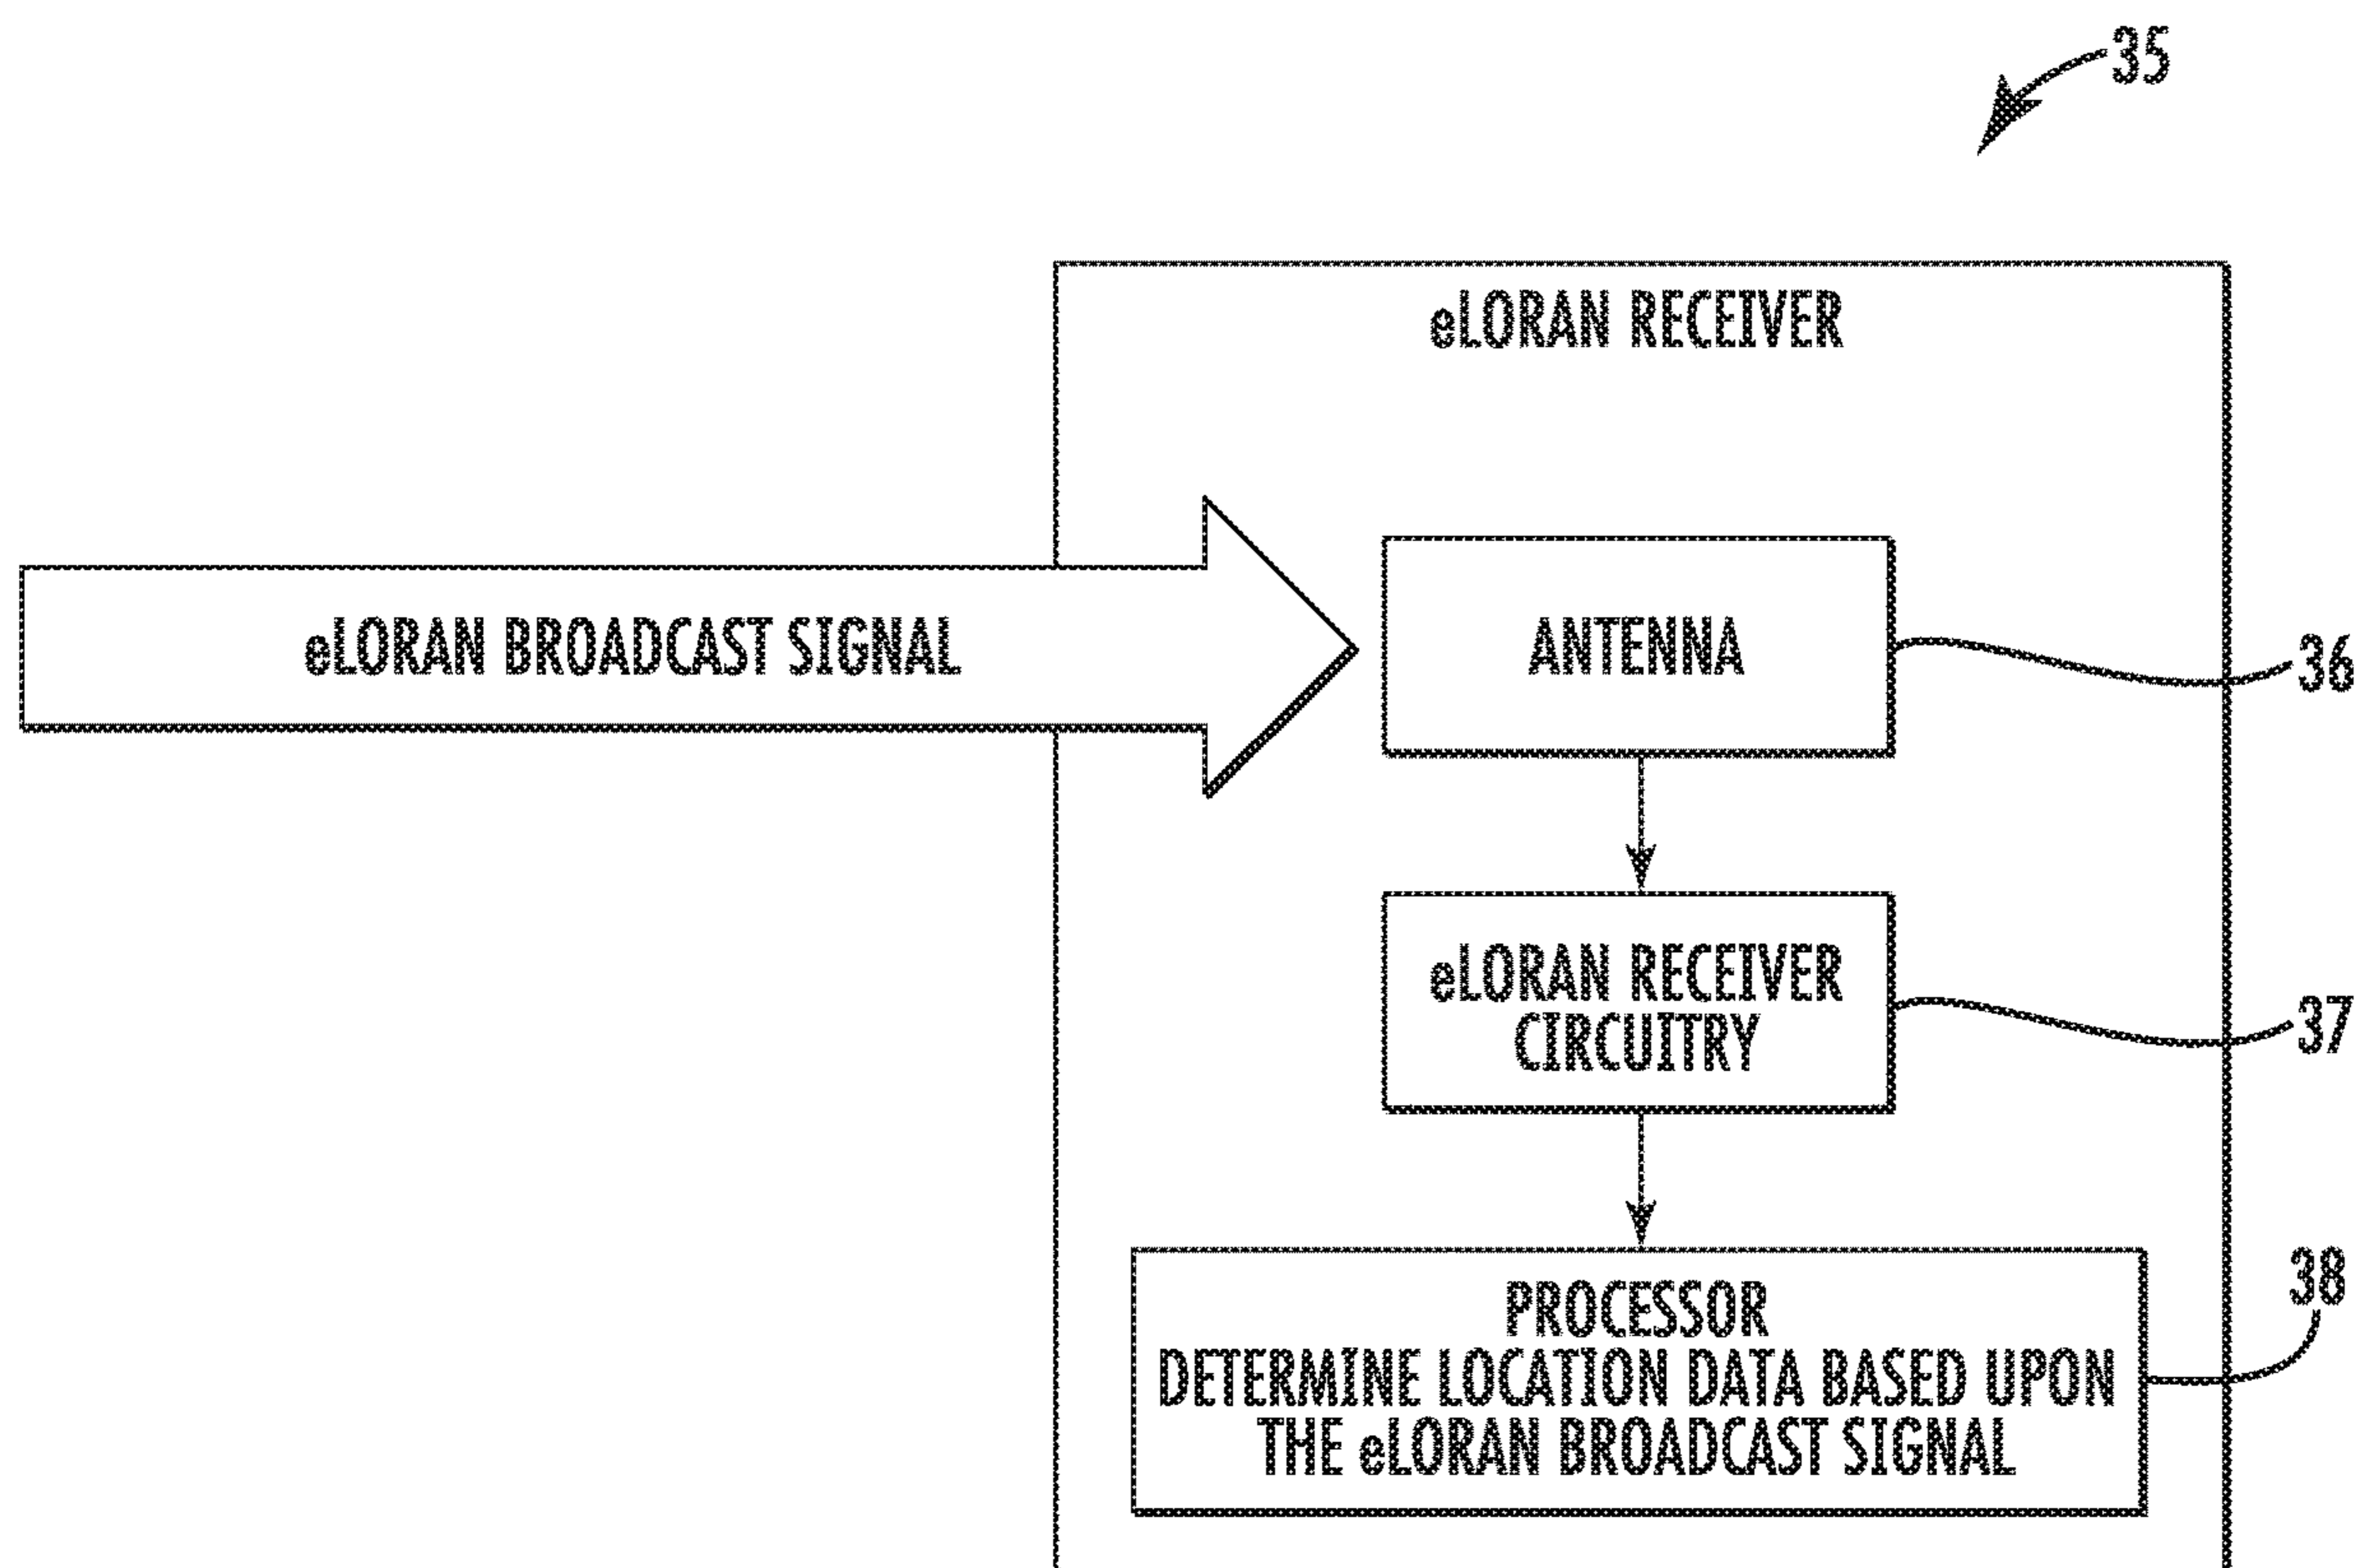 35
eLORAN RECEIVER
eLORAN BROADCAST SIGNAL
ANTENNA
36
eLORAN RECEIVER
CIRCUITRY
37
PROCESSOR
DETERMINE LOCATION DATA BASED UPON
THE eLORAN BROADCAST SIGNAL
38